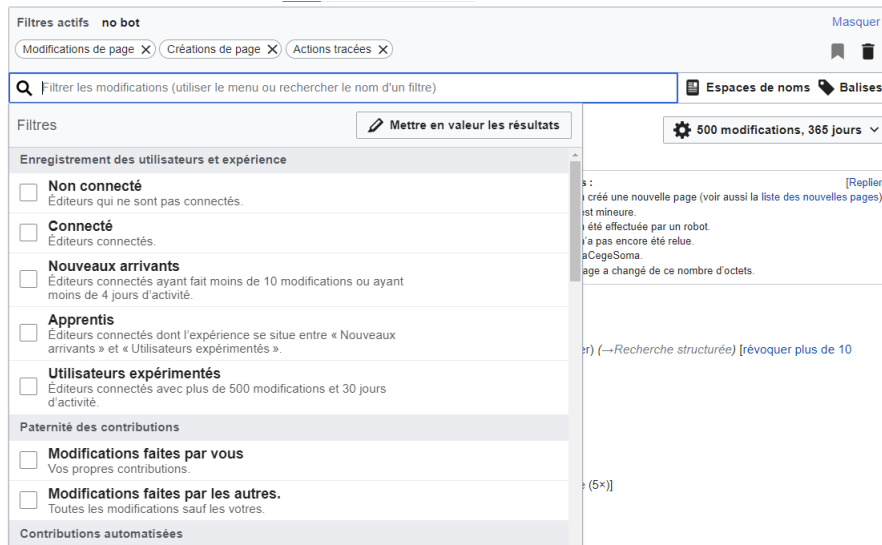 Filtres actifs no bot
Masquer
Modifications de page
Créations de page
Actions tracées
Filtrer les modifications (utiliser le menu ou rechercher le nom d'un filtre)
Espaces de noms
Balises
Filtres
Mettre en valeur les résultats
500 modifications, 365 jours
Enregistrement des utilisateurs et expérience
Non connecté
Éditeurs qui ne sont pas connectés.
Connecté
Éditeurs connectés.
Nouveaux arrivants
Éditeurs connectés ayant fait moins de 10 modifications ou ayant
moins de 4 jours d’activité.
Apprentis
Éditeurs connectés dont l’expérience se situe entre « Nouveaux
arrivants » et « Utilisateurs expérimentés ».
Utilisateurs expérimentés
Éditeurs connectés avec plus de 500 modifications et 30 jours
d’activité.
Paternité des contributions
Modifications faites par vous
Vos propres contributions.
Modifications faites par les autres.
Toutes les modifications sauf les votres.
Contributions automatisées
s :
[Replier
créé une nouvelle page (voir aussi la liste des nouvelles pages)
est mineure.
été effectuée par un robot.
n'a pas encore été relue.
aCegeSoma.
age a changé de ce nombre d’octets.
er) (→Recherche structurée) [révoquer plus de 10
(5×)]